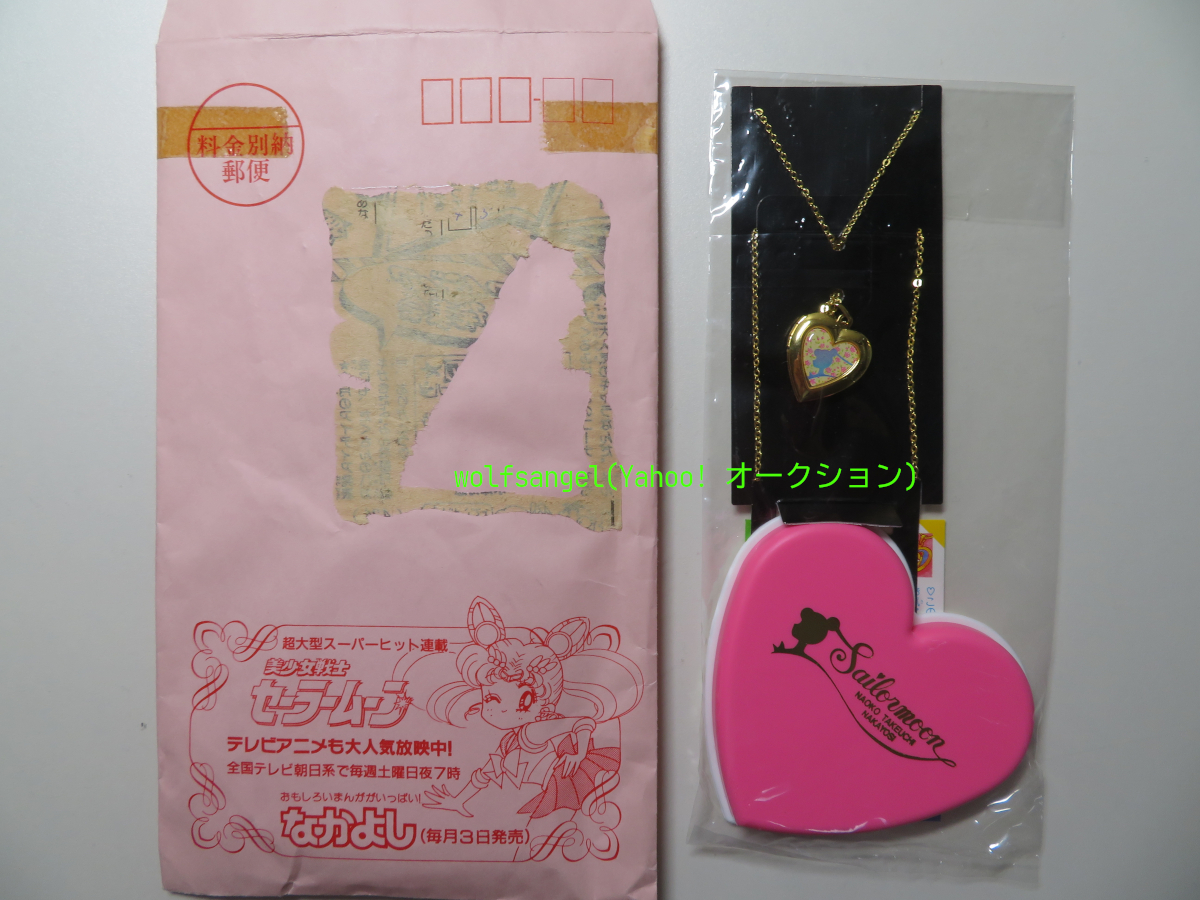 料金別納
郵便
wolfsangel(Yahoo! オークション)
超大型スーパーヒット連載
美少女戦士
セーラームーン
テレビアニメも大人気放映中!
全国テレビ朝日系で毎週土曜日夜7時
おもしろいまんががいっぱい!
なかよし(毎月3日発売)
Sailormoon
NAOKO TAKEUCHI
NAKAYOSI